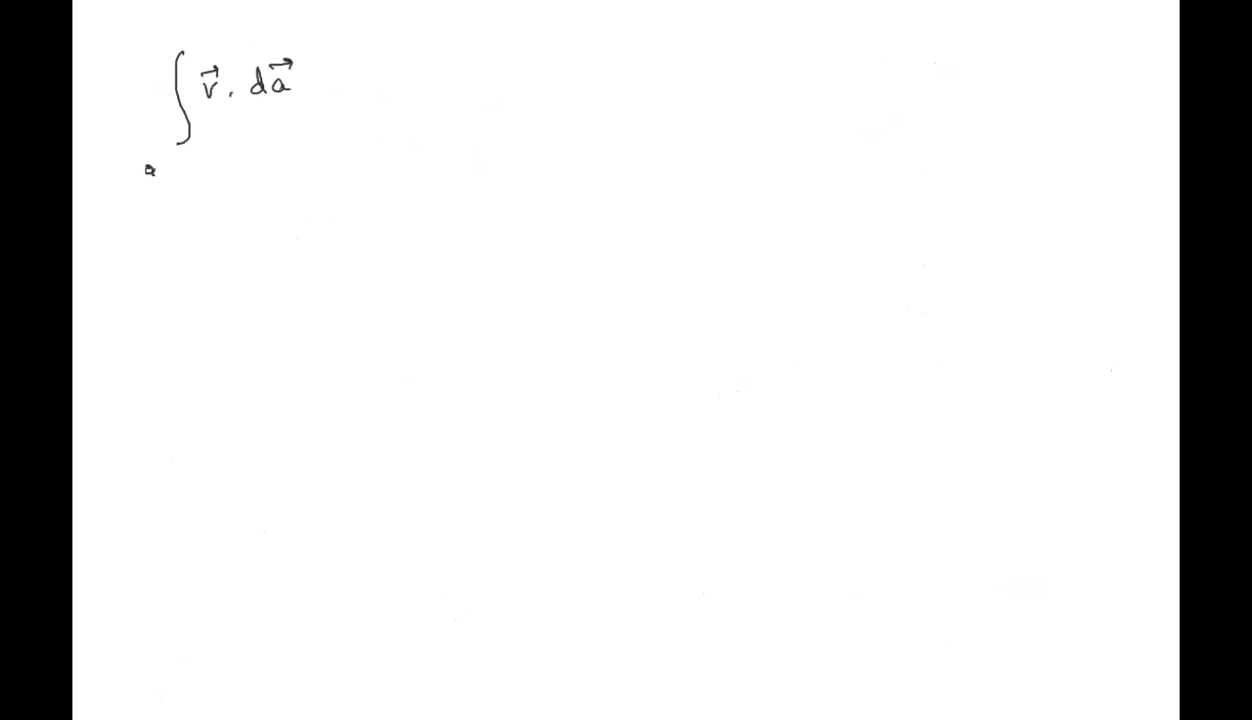 ∫ v⃗ . da⃗